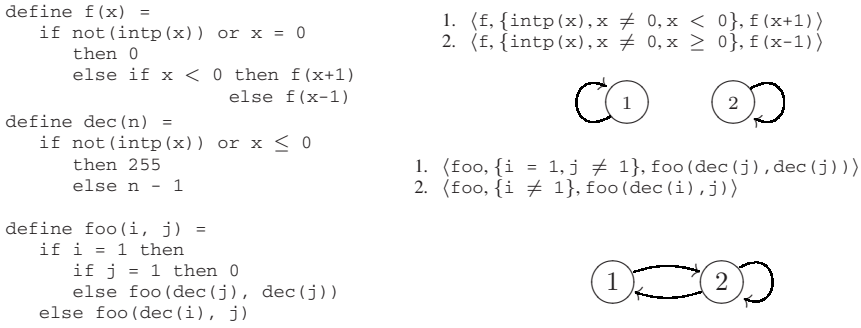 define f(x) =
if not(intp(x)) or x = 0
then 0
else if x < 0 then f(x+1)
else f(x-1)
define dec(n) =
if not(intp(x)) or x ≤ 0
then 255
else n - 1
define foo(i, j) =
if i = 1 then
if j = 1 then 0
else foo(dec(j), dec(j))
else foo(dec(i), j)
1. ⟨f, {intp(x), x ≠ 0, x < 0}, f(x+1)⟩
2. ⟨f, {intp(x), x ≠ 0, x ≥ 0}, f(x-1)⟩
1 2
1. ⟨foo, {i = 1, j ≠ 1}, foo(dec(j), dec(j))⟩
2. ⟨foo, {i ≠ 1}, foo(dec(i), j)⟩
1 2